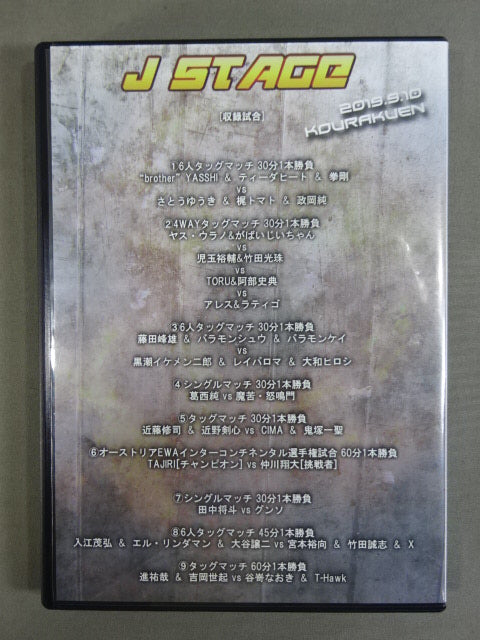 J STAGE
2019.9.10
KOURAKUEN
[収録試合]
①6人タッグマッチ 30分1本勝負
"brother" YASSHI & ティーダヒート & 拳剛
vs
さとうゆうき & 梶トマト & 政岡純
②4WAYタッグマッチ 30分1本勝負
ヤス・ウラノ&がばいじいちゃん
vs
児玉裕輔&竹田光珠
vs
TORU&阿部史典
vs
アレス&ラティゴ
③6人タッグマッチ 30分1本勝負
藤田峰雄 & バラモンシュウ & バラモンケイ
vs
黒潮イケメン二郎 & レイパロマ & 大和ヒロシ
④シングルマッチ 30分1本勝負
葛西純 vs 魔苦・怒鳴門
⑤タッグマッチ 30分1本勝負
近藤修司 & 近野剣心 vs CIMA & 鬼塚一聖
⑥オーストリアEWAインターコンチネンタル選手権試合 60分1本勝負
TAJIRI[チャンピオン] vs 仲川翔大[挑戦者]
⑦シングルマッチ 30分1本勝負
田中将斗 vs グンソ
⑧6人タッグマッチ 45分1本勝負
入江茂弘 & エル・リンダマン & 大谷譲二 vs 宮本裕向 & 竹田誠志 & X
⑨タッグマッチ 60分1本勝負
進祐哉 & 吉岡世起 vs 谷嵜なおき & T-Hawk